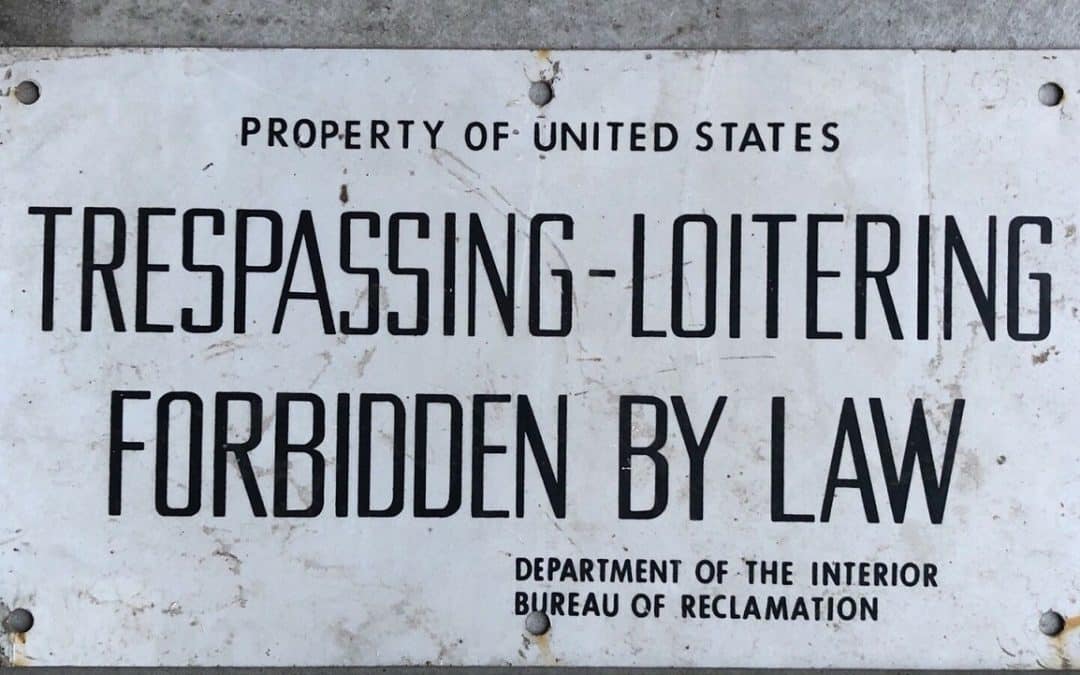 PROPERTY OF UNITED STATES
TRESPASSING-LOITERING
FORBIDDEN BY LAW
DEPARTMENT OF THE INTERIOR
BUREAU OF RECLAMATION